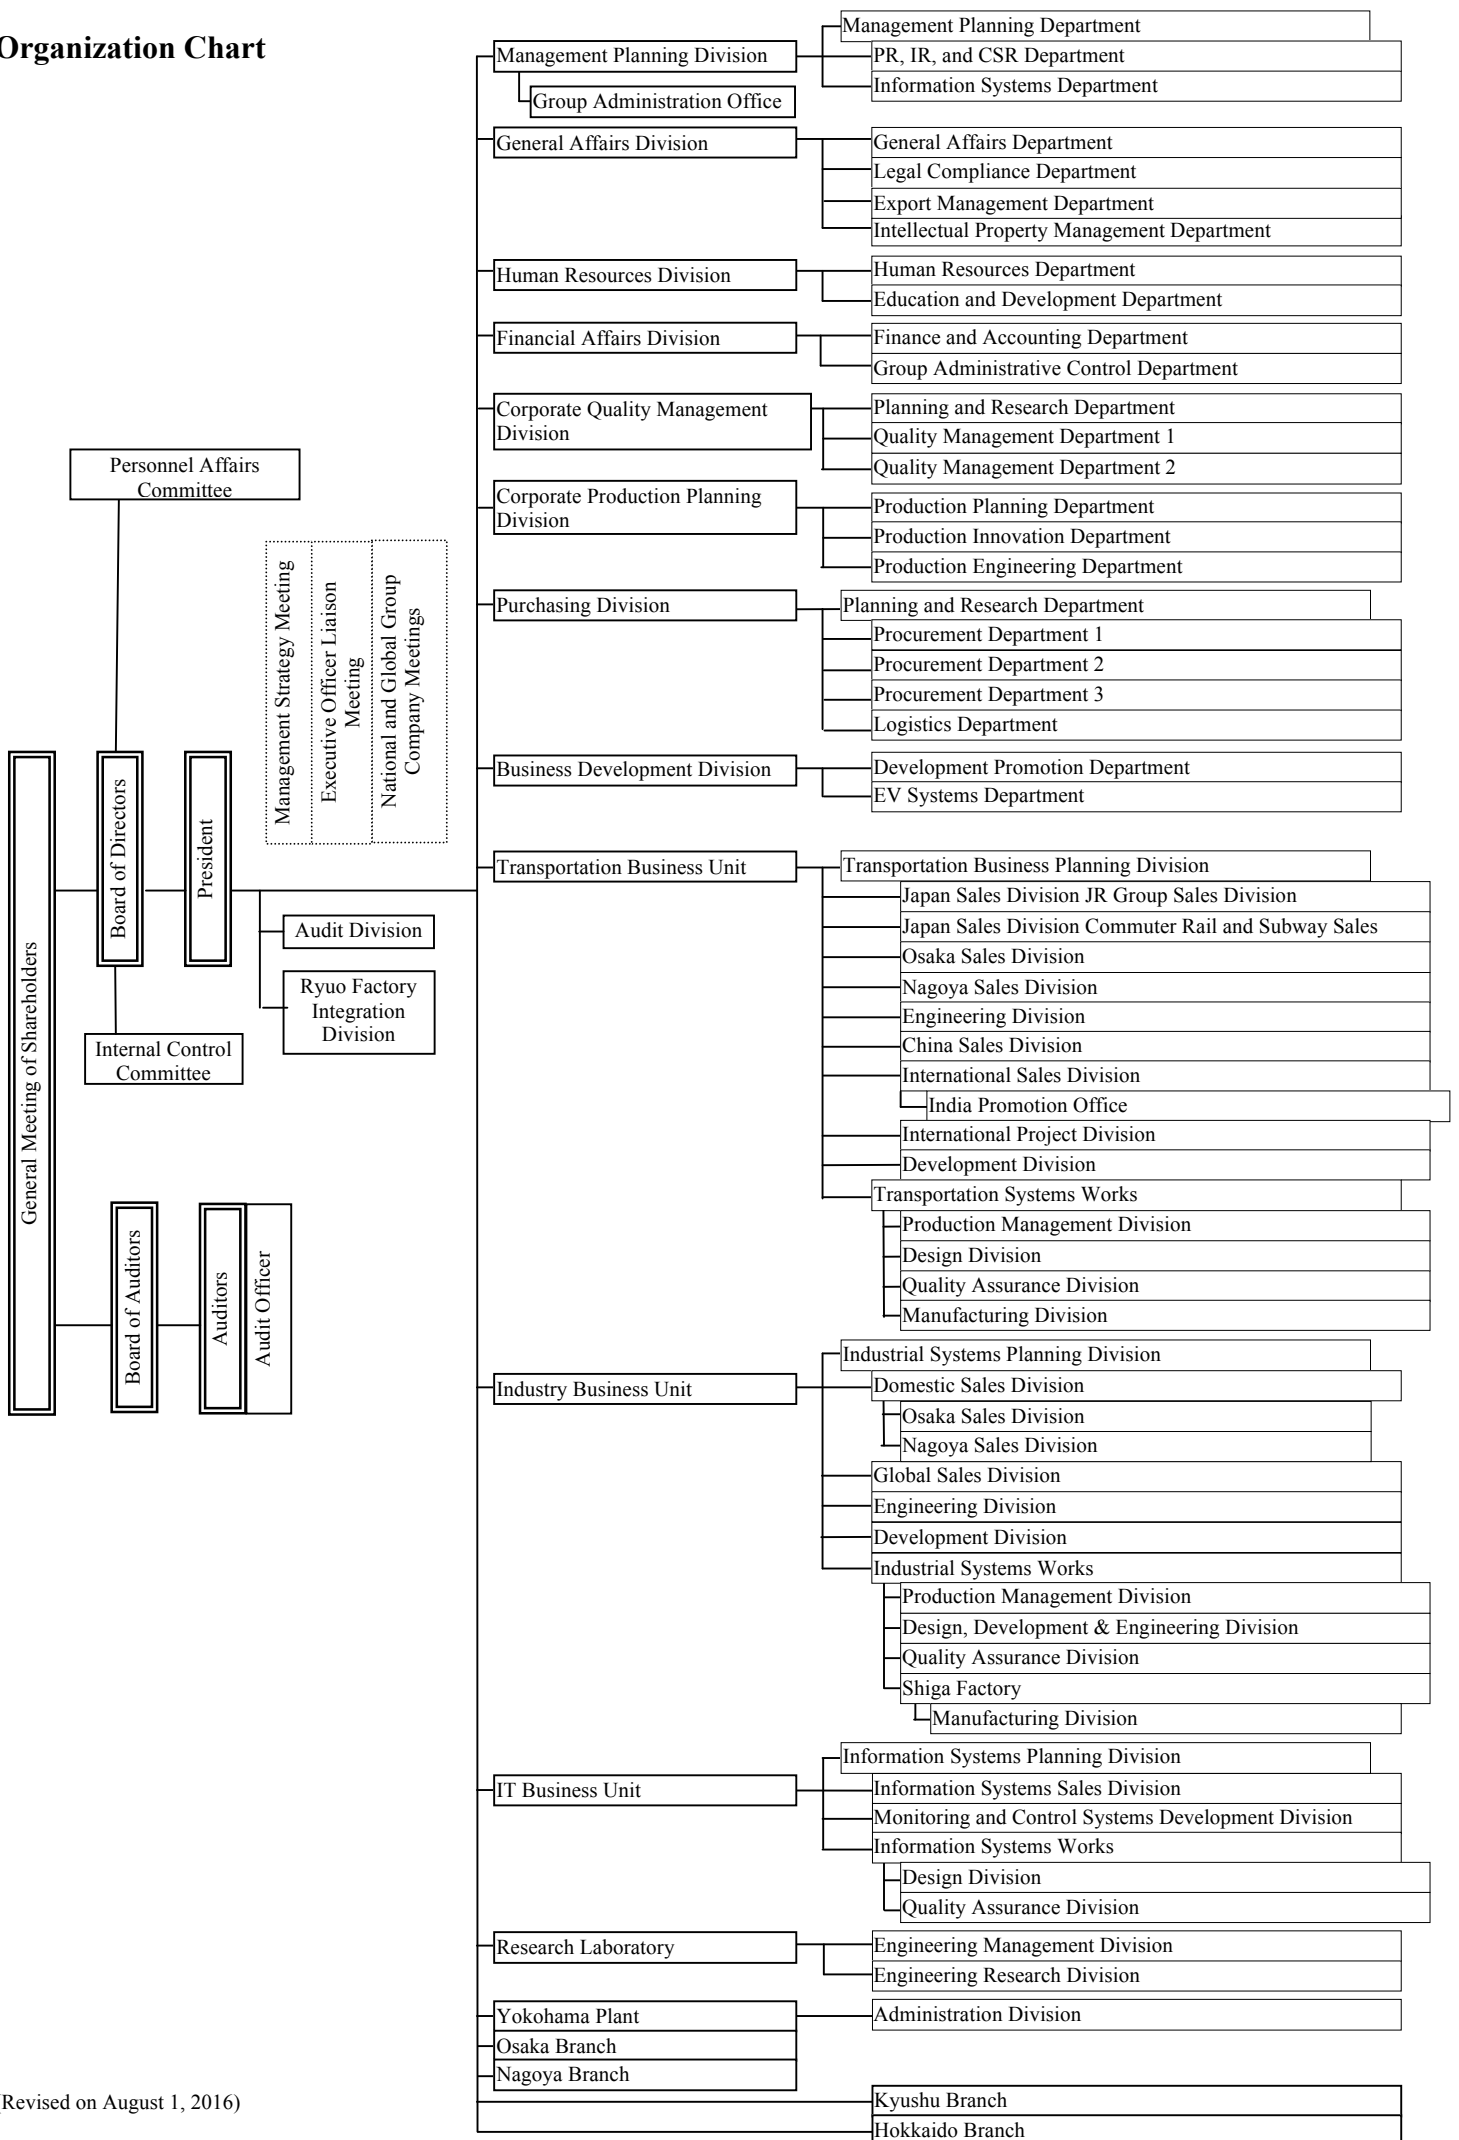 Organization Chart
Management Planning Division
Group Administration Office
Management Planning Department
PR, IR, and CSR Department
Information Systems Department
General Affairs Division
General Affairs Department
Legal Compliance Department
Export Management Department
Intellectual Property Management Department
Human Resources Division
Human Resources Department
Education and Development Department
Financial Affairs Division
Finance and Accounting Department
Group Administrative Control Department
Corporate Quality Management
Division
Planning and Research Department
Quality Management Department 1
Quality Management Department 2
Corporate Production Planning
Division
Production Planning Department
Production Innovation Department
Production Engineering Department
Purchasing Division
Planning and Research Department
Procurement Department 1
Procurement Department 2
Procurement Department 3
Logistics Department
Business Development Division
Development Promotion Department
EV Systems Department
Personnel Affairs
Committee
Management Strategy Meeting
Executive Officer Liaison
Meeting
National and Global Group
Company Meetings
General Meeting of Shareholders
Board of Directors
President
Audit Division
Ryuo Factory
Integration
Division
Internal Control
Committee
Board of Auditors
Auditors
Audit Officer
Transportation Business Unit
Transportation Business Planning Division
Japan Sales Division JR Group Sales Division
Japan Sales Division Commuter Rail and Subway Sales
Osaka Sales Division
Nagoya Sales Division
Engineering Division
China Sales Division
International Sales Division
India Promotion Office
International Project Division
Development Division
Transportation Systems Works
Production Management Division
Design Division
Quality Assurance Division
Manufacturing Division
Industry Business Unit
Industrial Systems Planning Division
Domestic Sales Division
Osaka Sales Division
Nagoya Sales Division
Global Sales Division
Engineering Division
Development Division
Industrial Systems Works
Production Management Division
Design, Development & Engineering Division
Quality Assurance Division
Shiga Factory
Manufacturing Division
IT Business Unit
Information Systems Planning Division
Information Systems Sales Division
Monitoring and Control Systems Development Division
Information Systems Works
Design Division
Quality Assurance Division
Research Laboratory
Engineering Management Division
Engineering Research Division
Yokohama Plant
Administration Division
Osaka Branch
Nagoya Branch
Kyushu Branch
Hokkaido Branch
(Revised on August 1, 2016)